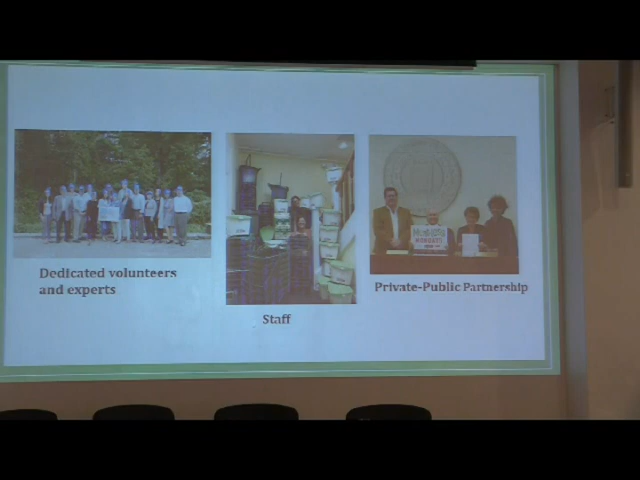 Dedicated volunteers
and experts
Staff
Private-Public Partnership